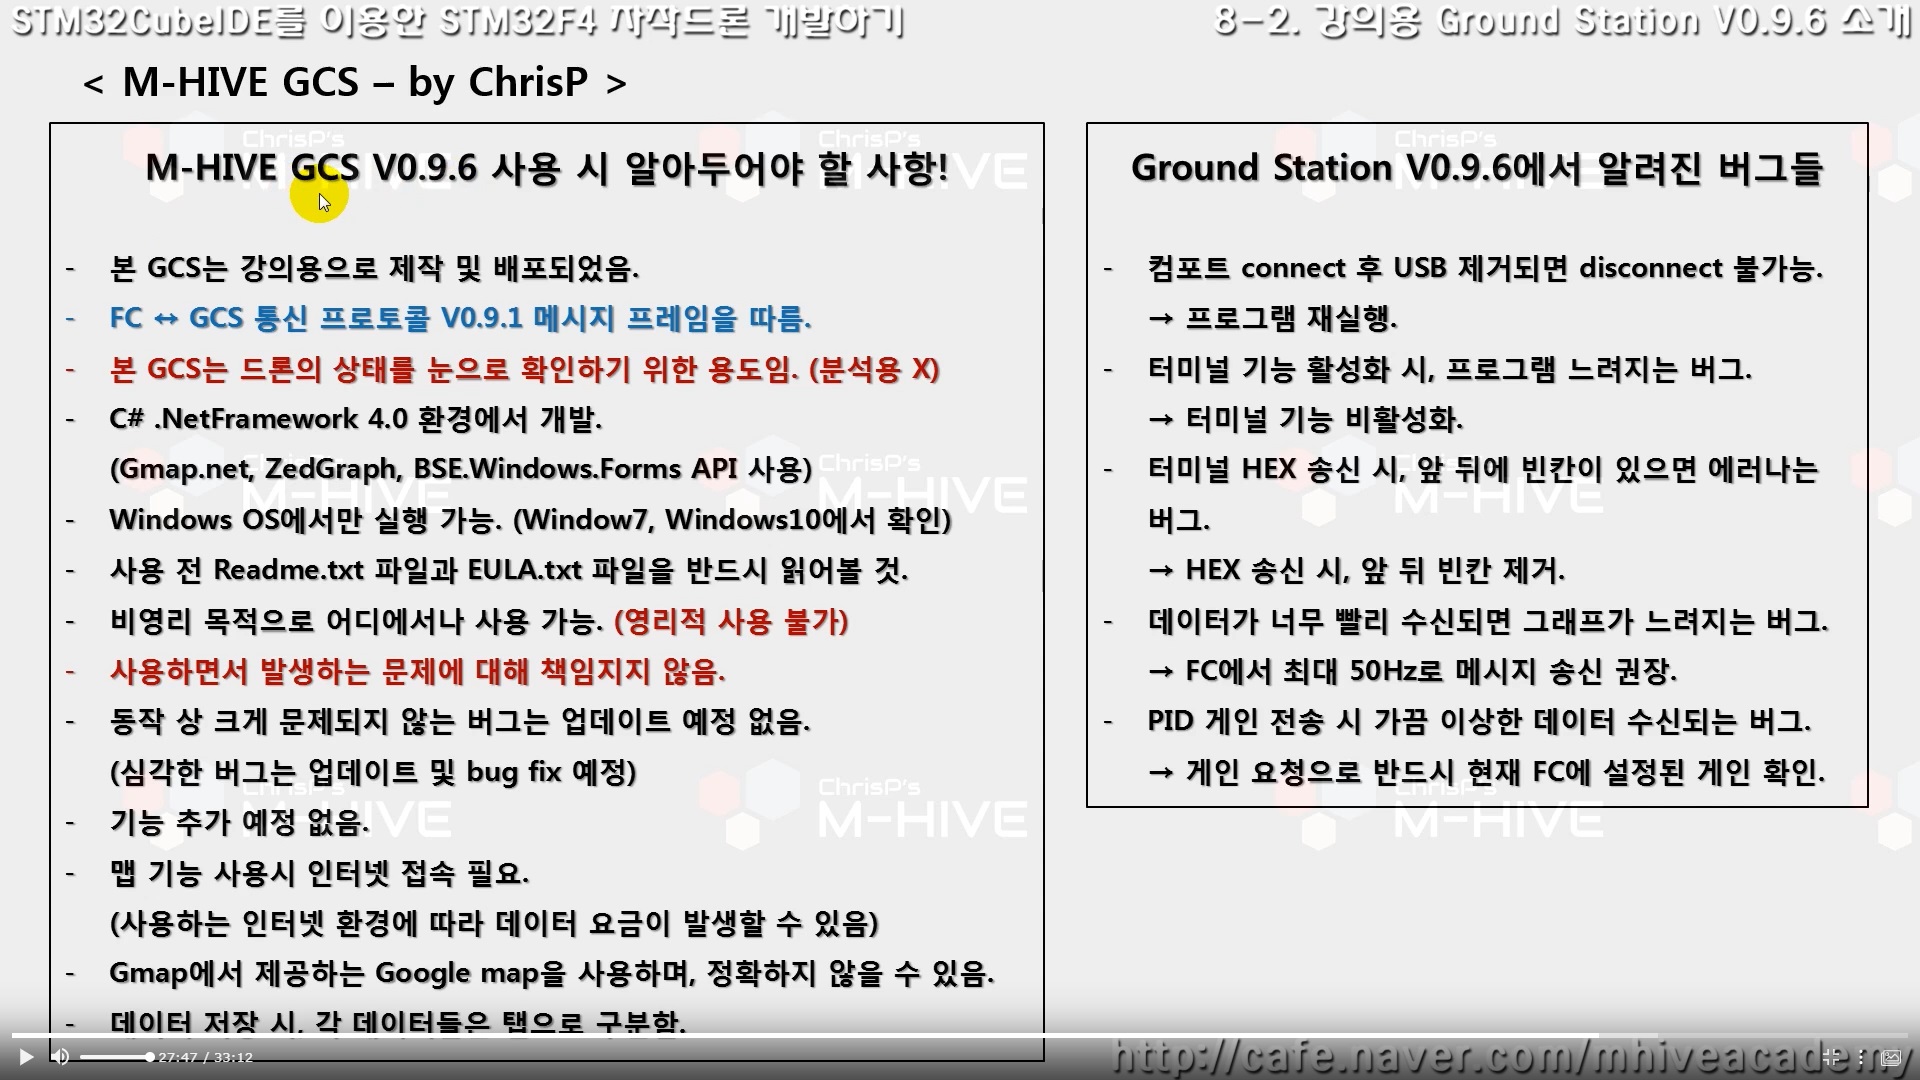 STM32CubeIDE를 이용한 STM32F4 자작드론 개발하기
8-2. 강의용 Ground Station V0.9.6 소개
< M-HIVE GCS – by ChrisP >
M-HIVE GCS V0.9.6 사용 시 알아두어야 할 사항!
- 본 GCS는 강의용으로 제작 및 배포되었음.
- FC ↔ GCS 통신 프로토콜 V0.9.1 메시지 프레임을 따름.
- 본 GCS는 드론의 상태를 눈으로 확인하기 위한 용도임. (분석용 X)
- C# .NetFramework 4.0 환경에서 개발.
(Gmap.net, ZedGraph, BSE.Windows.Forms API 사용)
- Windows OS에서만 실행 가능. (Window7, Windows10에서 확인)
- 사용 전 Readme.txt 파일과 EULA.txt 파일을 반드시 읽어볼 것.
- 비영리 목적으로 어디에서나 사용 가능. (영리적 사용 불가)
- 사용하면서 발생하는 문제에 대해 책임지지 않음.
- 동작 상 크게 문제되지 않는 버그는 업데이트 예정 없음.
(심각한 버그는 업데이트 및 bug fix 예정)
- 기능 추가 예정 없음.
- 맵 기능 사용시 인터넷 접속 필요.
(사용하는 인터넷 환경에 따라 데이터 요금이 발생할 수 있음)
- Gmap에서 제공하는 Google map을 사용하며, 정확하지 않을 수 있음.
- 데이터 저장 시, 각 데이터들은 탭으로 구분함.
Ground Station V0.9.6에서 알려진 버그들
- 컴포트 connect 후 USB 제거되면 disconnect 불가능.
→ 프로그램 재실행.
- 터미널 기능 활성화 시, 프로그램 느려지는 버그.
→ 터미널 기능 비활성화.
- 터미널 HEX 송신 시, 앞 뒤에 빈칸이 있으면 에러나는
버그.
→ HEX 송신 시, 앞 뒤 빈칸 제거.
- 데이터가 너무 빨리 수신되면 그래프가 느려지는 버그.
→ FC에서 최대 50Hz로 메시지 송신 권장.
- PID 게인 전송 시 가끔 이상한 데이터 수신되는 버그.
→ 게인 요청으로 반드시 현재 FC에 설정된 게인 확인.
ChrisP's
M-HIVE
ChrisP's
M-HIVE
ChrisP's
M-HIVE
ChrisP's
M-HIVE
ChrisP's
M-HIVE
ChrisP's
M-HIVE
ChrisP's
M-HIVE
ChrisP's
M-HIVE
ChrisP's
M-HIVE
27:47 / 33:12
http://cafe.naver.com/mhiveacademy